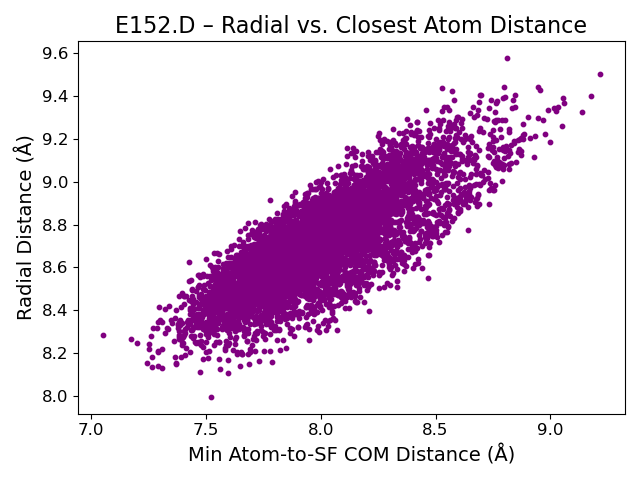 E152.D – Radial vs. Closest Atom Distance
9.6
9.4
9.2
9.0
8.8
8.6
8.4
8.2
8.0
Radial Distance (Å)
7.0 7.5 8.0 8.5 9.0
Min Atom-to-SF COM Distance (Å)